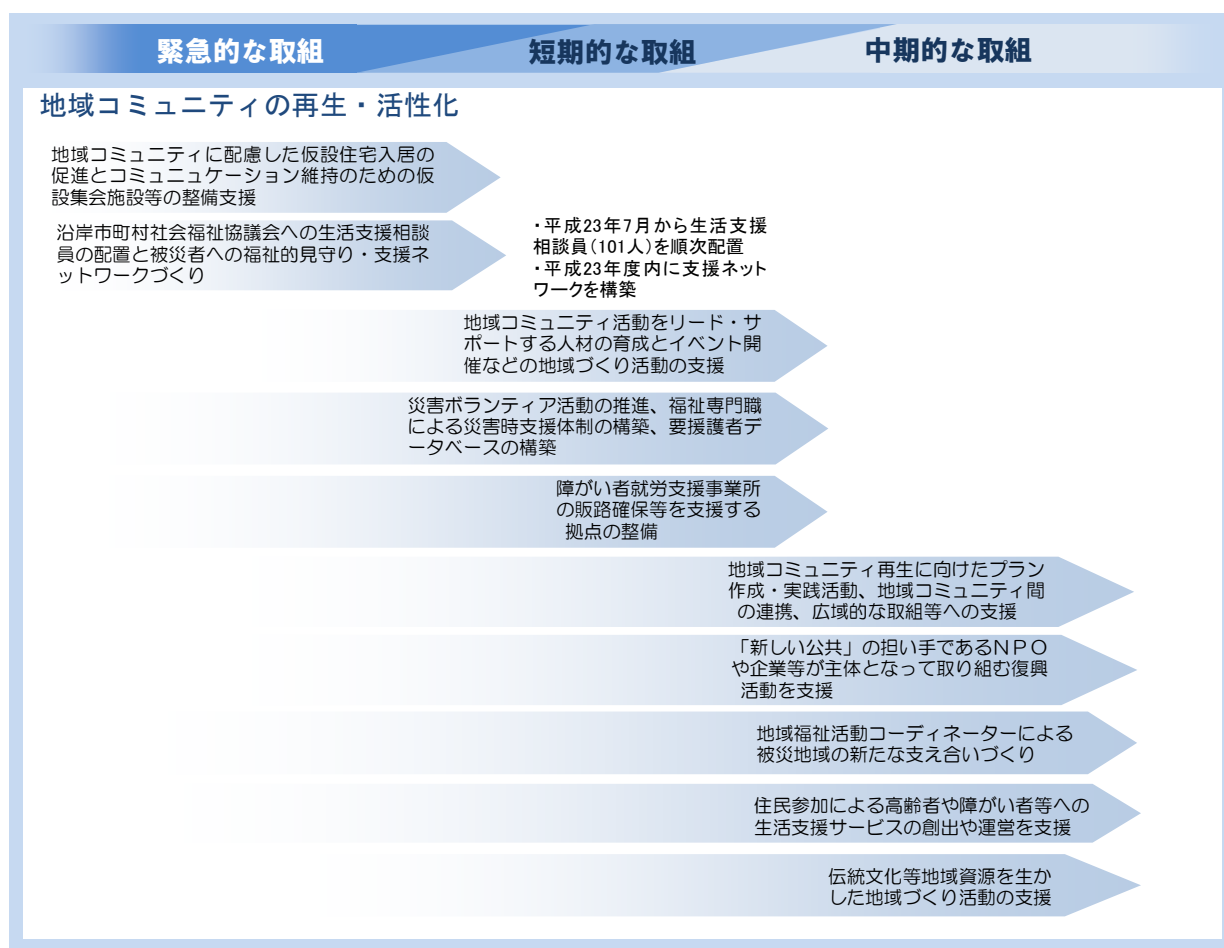 緊急的な取組
短期的な取組
中期的な取組
地域コミュニティの再生・活性化
地域コミュニティに配慮した仮設住宅入居の
促進とコミュニュケーション維持のための仮
設集会施設等の整備支援
沿岸市町村社会福祉協議会への生活支援相談
員の配置と被災者への福祉的見守り・支援ネ
ットワークづくり
・平成23年7月から生活支援
相談員(101人)を順次配置
・平成23年度内に支援ネット
ワークを構築
地域コミュニティ活動をリード・サ
ポートする人材の育成とイベント開
催などの地域づくり活動の支援
災害ボランティア活動の推進、福祉専門職
による災害時支援体制の構築、要援護者デ
ータベースの構築
障がい者就労支援事業所
の販路確保等を支援する
拠点の整備
地域コミュニティ再生に向けたプラン
作成・実践活動、地域コミュニティ間
の連携、広域的な取組等への支援
「新しい公共」の担い手であるＮＰＯ
や企業等が主体となって取り組む復興
活動を支援
地域福祉活動コーディネーターによる
被災地域の新たな支え合いづくり
住民参加による高齢者や障がい者等への
生活支援サービスの創出や運営を支援
伝統文化等地域資源を生か
した地域づくり活動の支援